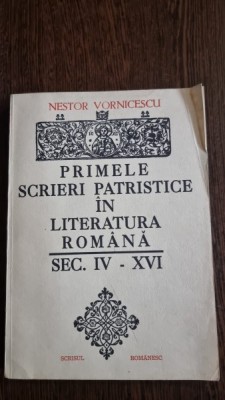 NESTOR VORNICESCU
PRIMELE
SCRIERI PATRISTICE
ÎN
LITERATURA
ROMÂNĂ
SEC. IV - XVI
SCRISUL ROMÂNESC